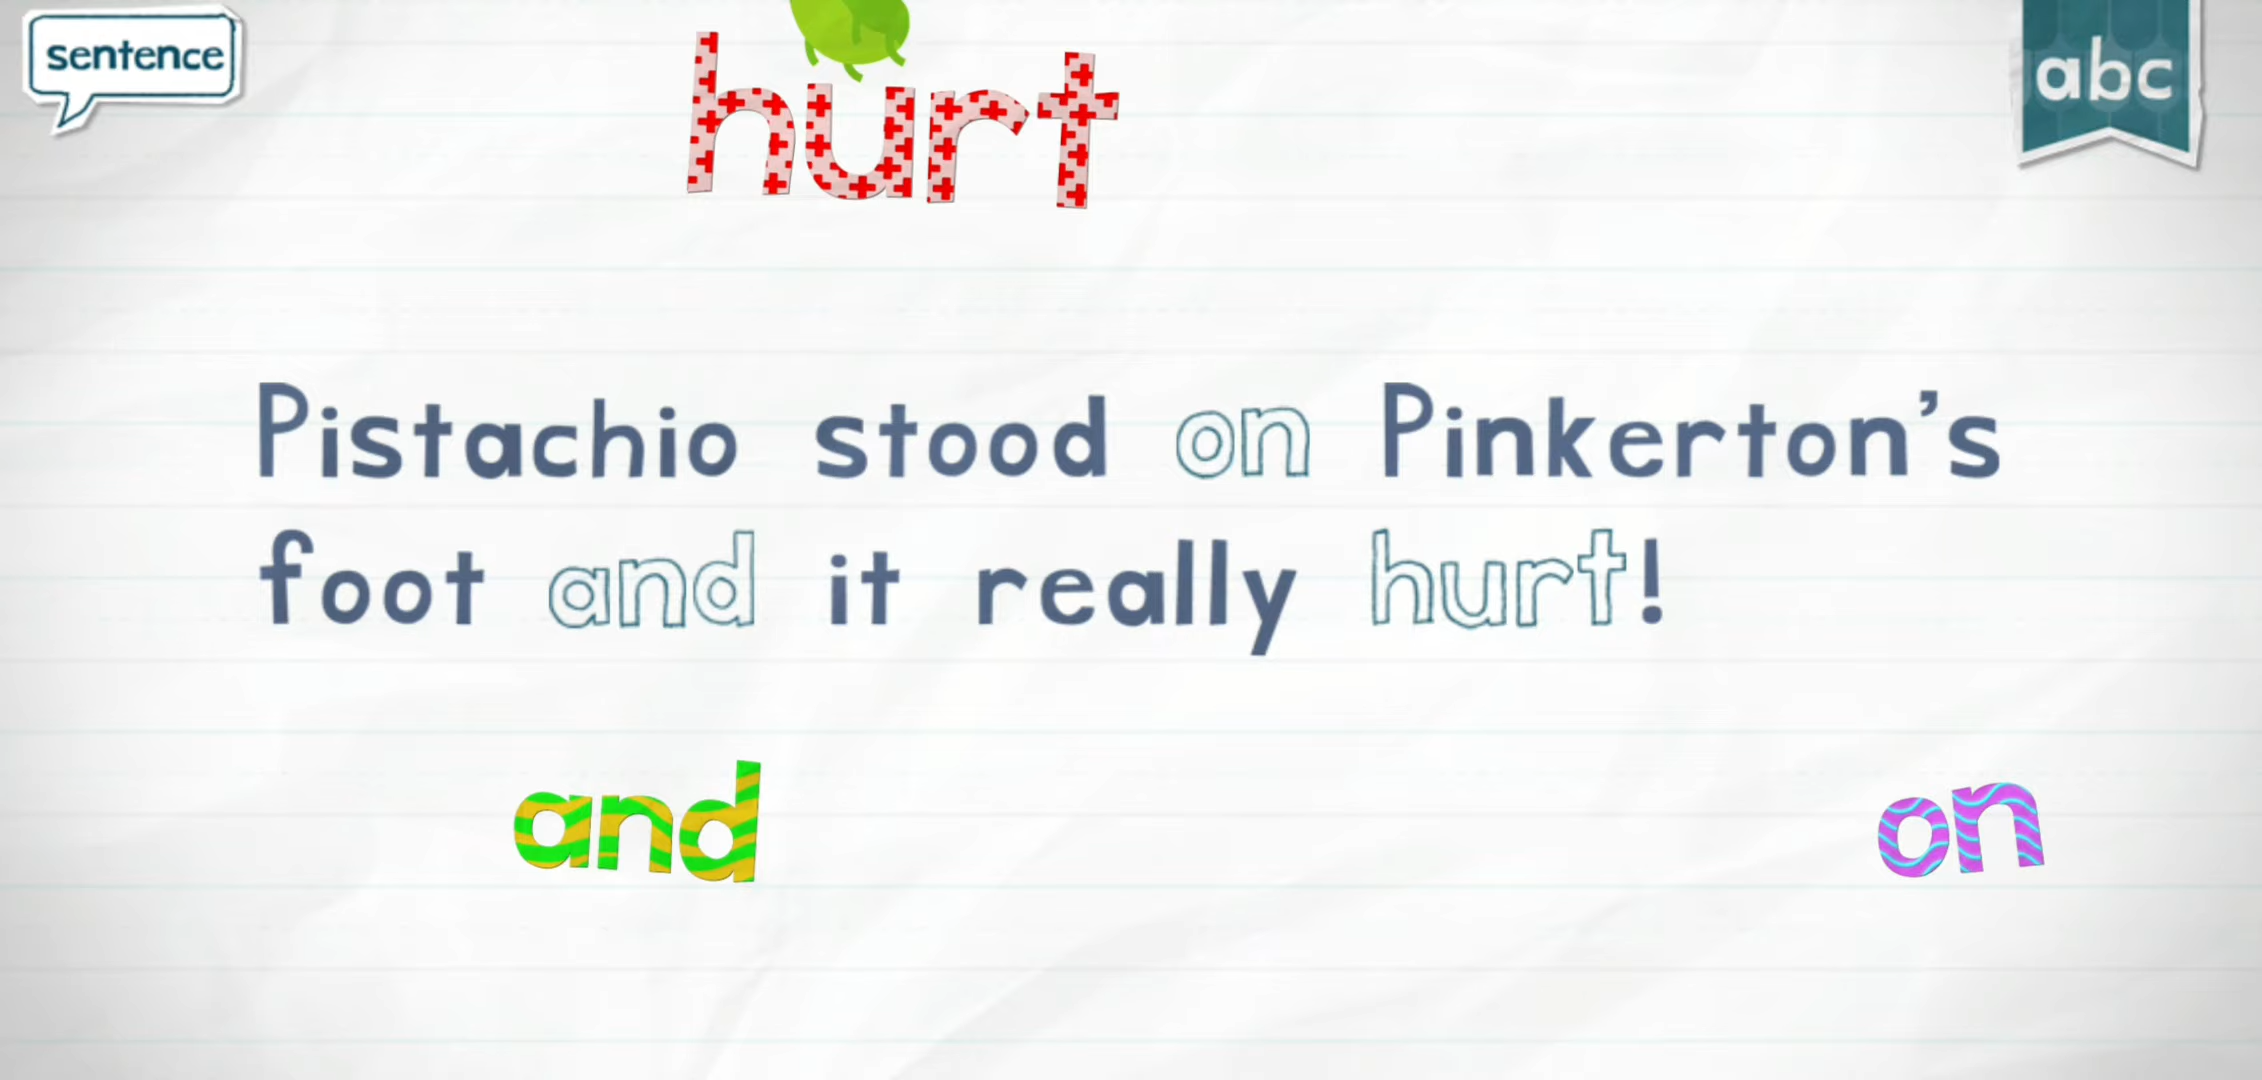 sentence
hurt
abc
Pistachio stood on Pinkerton's
foot and it really hurt!
and
on